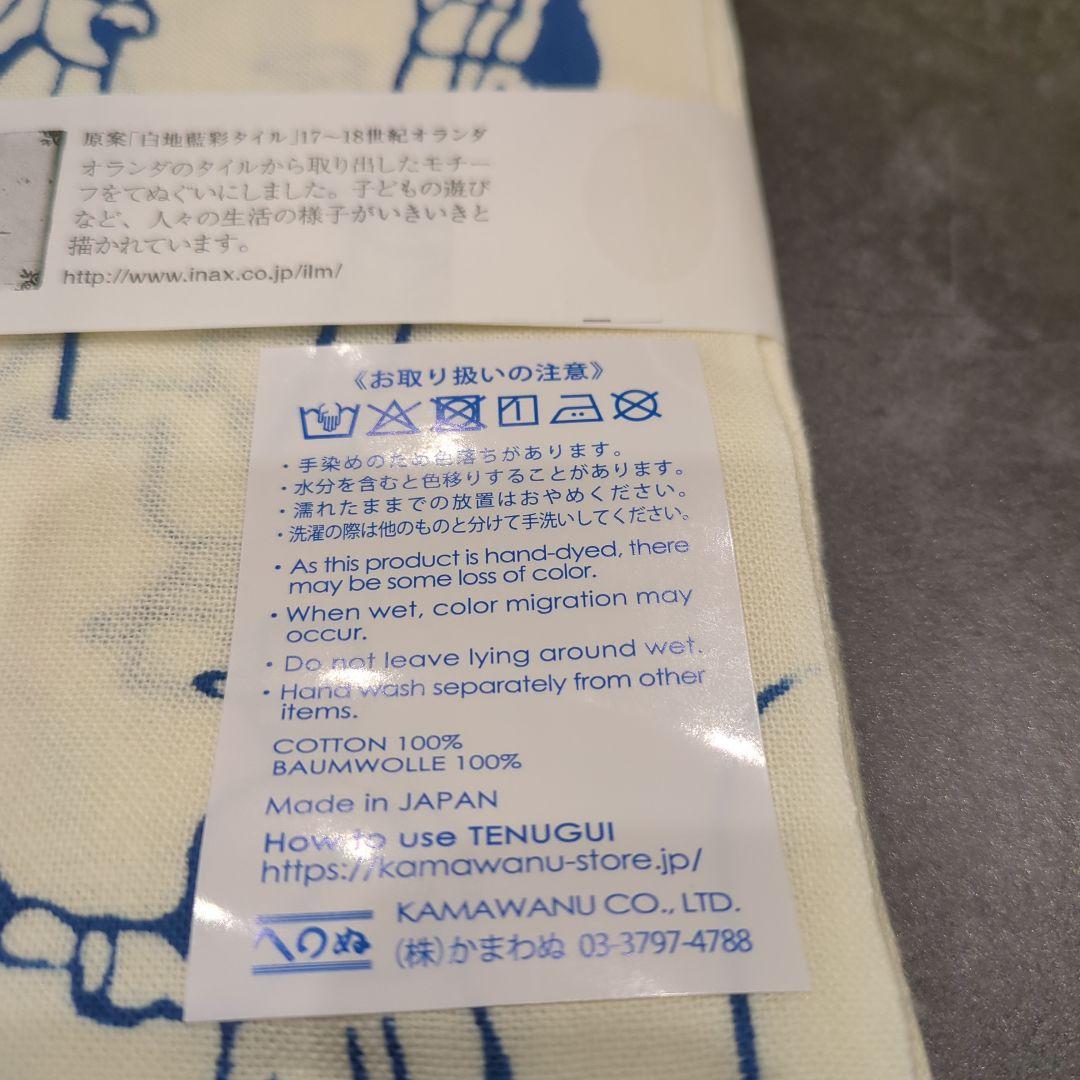 原案「白地藍彩タイル」17〜18世紀オランダ
オランダのタイルから取り出したモチー
フをてぬぐいにしました。子どもの遊び
など、人々の生活の様子がいきいきと
描かれています。
http://www.inax.co.jp/ilm/
《お取り扱いの注意》
・手染めのため色落ちがあります。
・水分を含むと色移りすることがあります。
・濡れたままでの放置はおやめください。
・洗濯の際は他のものと分けて手洗いしてください。
・As this product is hand-dyed, there
may be some loss of color.
・When wet, color migration may
occur.
・Do not leave lying around wet.
・Hand wash separately from other
items.
COTTON 100%
BAUMWOLLE 100%
Made in JAPAN
How to use TENUGUI
https://kamawanu-store.jp/
KAMAWANU CO., LTD.
(株)かまわぬ 03-3797-4788